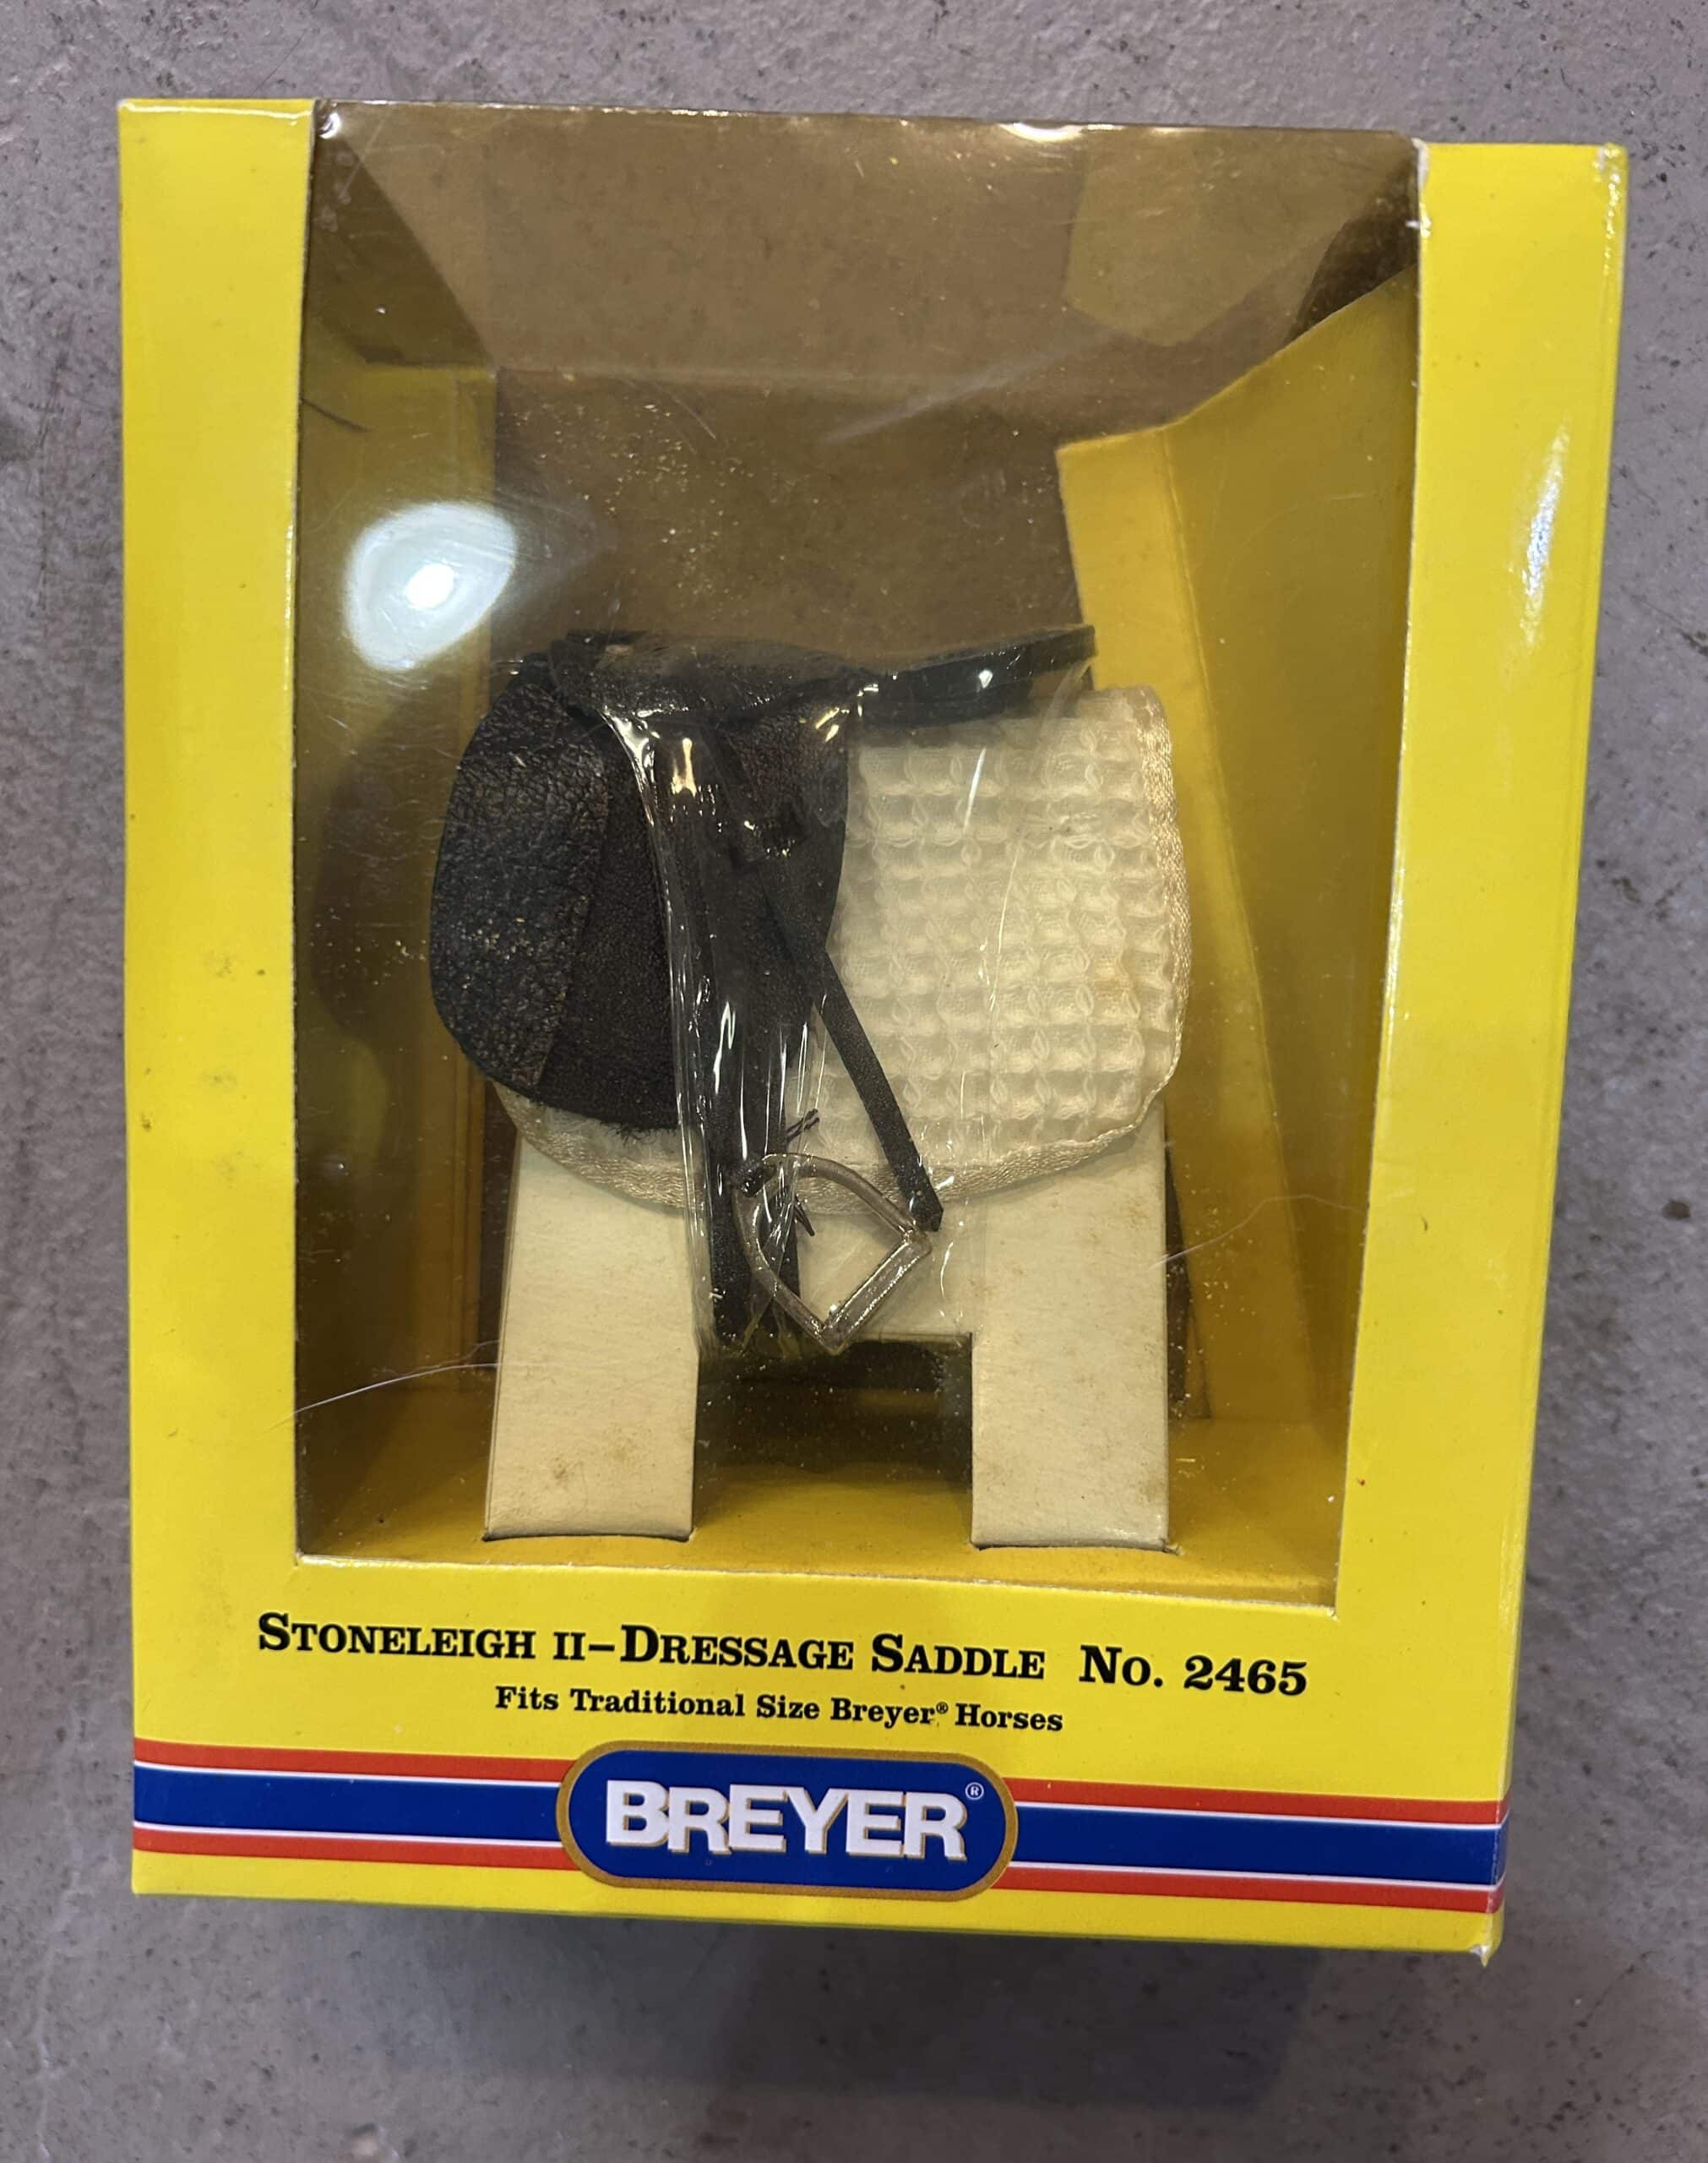 STONELEIGH II–DRESSAGE SADDLE No. 2465
Fits Traditional Size Breyer® Horses
BREYER®